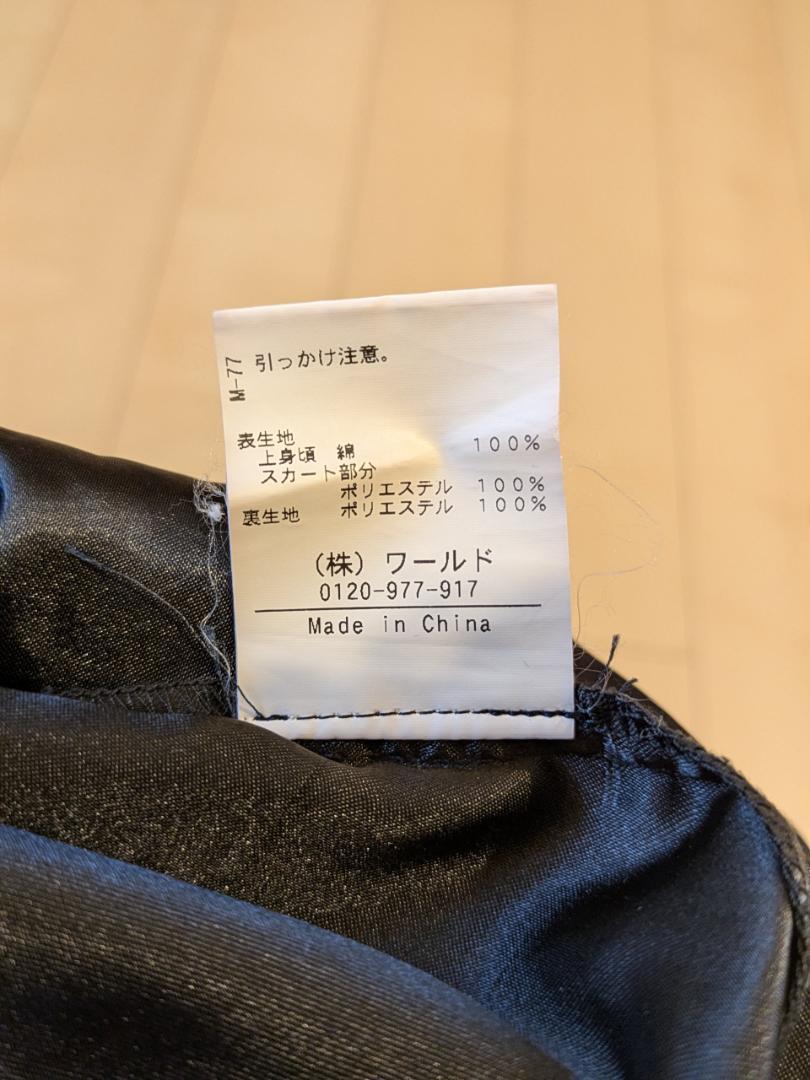 M-77
引っかけ注意。
表生地
上身頃 綿 100%
スカート部分
ポリエステル 100%
裏生地 ポリエステル 100%
(株)ワールド
0120-977-917
Made in China